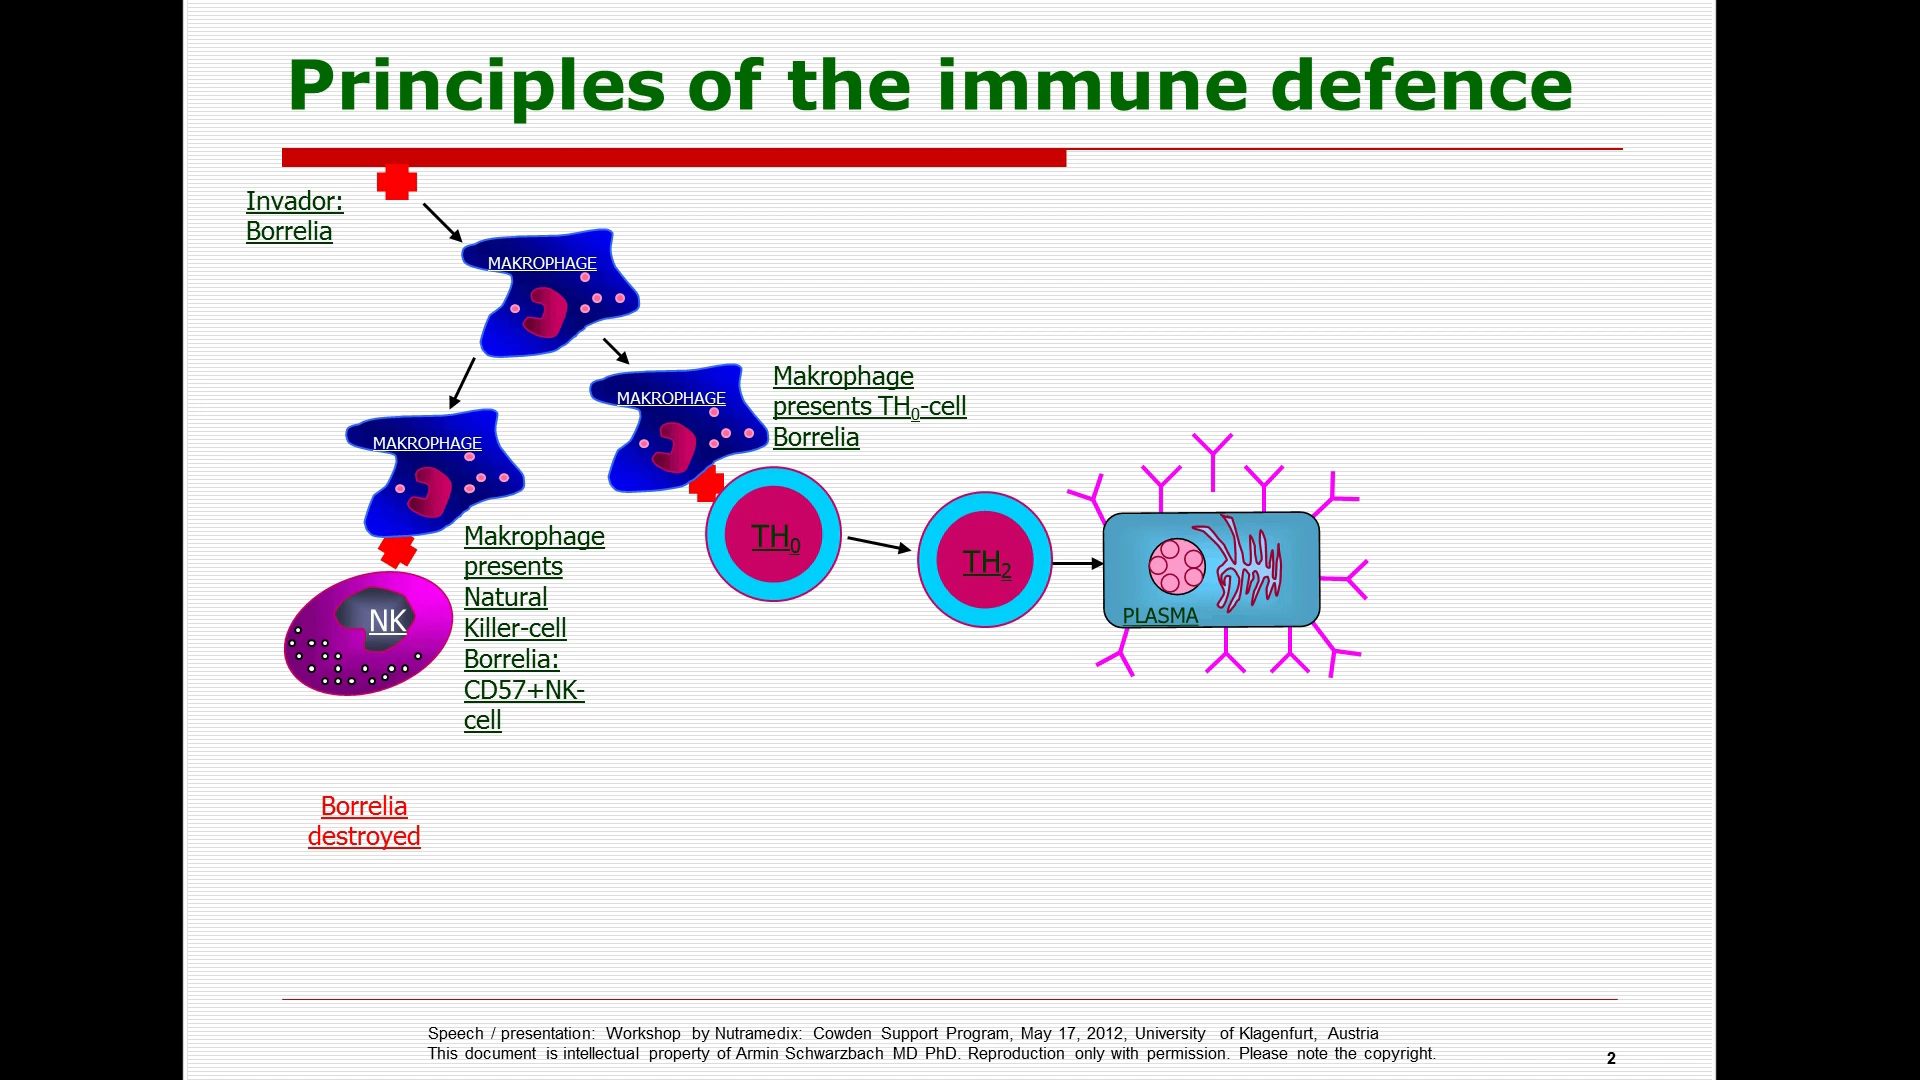 Principles of the immune defence
Invador:
Borrelia
MAKROPHAGE
MAKROPHAGE
Makrophage
presents TH0-cell
Borrelia
MAKROPHAGE
Makrophage
presents
Natural
Killer-cell
Borrelia:
CD57+NK-
cell
NK
TH0
TH2
PLASMA
Borrelia
destroyed
Speech / presentation: Workshop by Nutramedix: Cowden Support Program, May 17, 2012, University of Klagenfurt, Austria
This document is intellectual property of Armin Schwarzbach MD PhD. Reproduction only with permission. Please note the copyright.
2